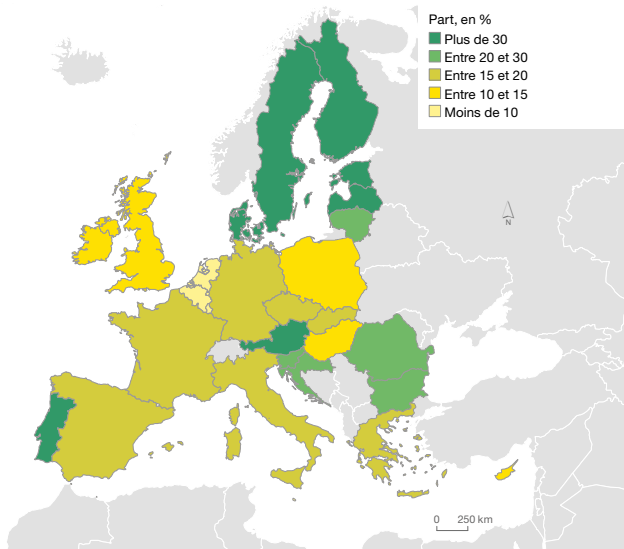 Part, en %
Plus de 30
Entre 20 et 30
Entre 15 et 20
Entre 10 et 15
Moins de 10
N
0 250 km